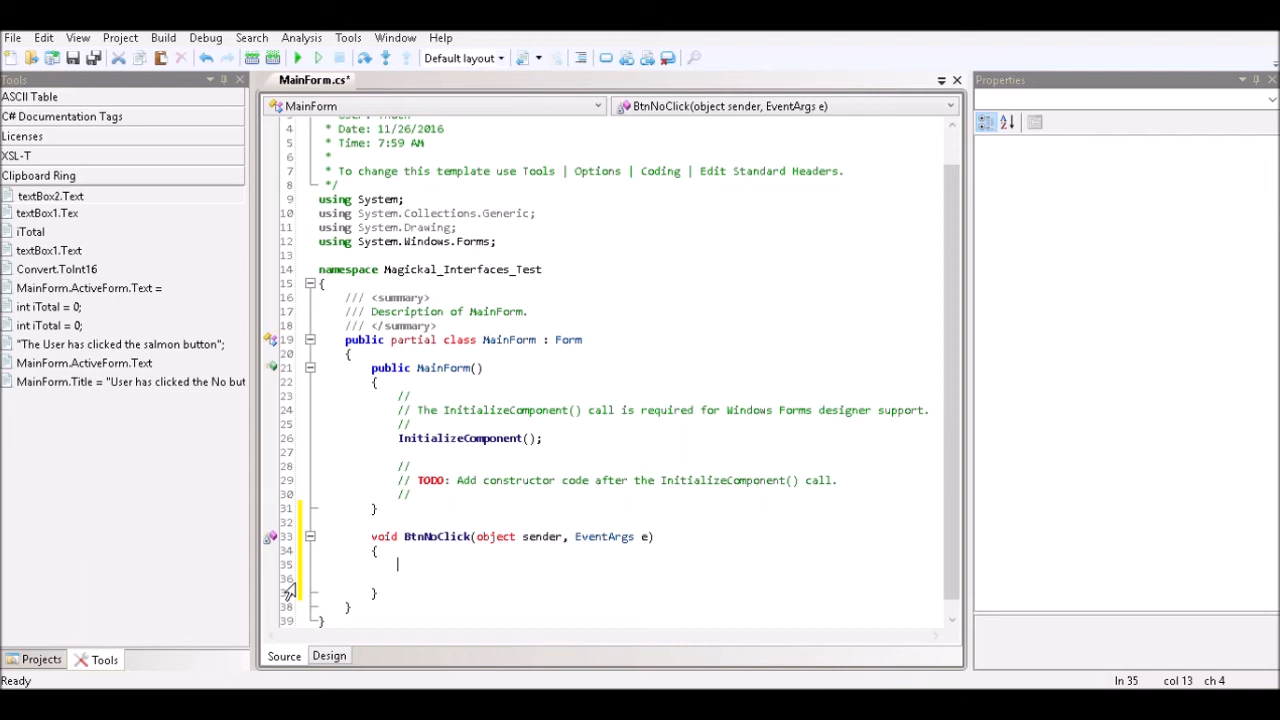 File Edit View Project Build Debug Search Analysis Tools Window Help
Default layout
Tools
MainForm.cs*
Properties
ASCII Table
C# Documentation Tags
Licenses
XSL-T
Clipboard Ring
textBox2.Text
textBox1.Tex
iTotal
textBox1.Text
Convert.ToInt16
MainForm.ActiveForm.Text =
int iTotal = 0;
int iTotal = 0;
"The User has clicked the salmon button";
MainForm.ActiveForm.Text
MainForm.Title = "User has clicked the No but
MainForm
BtnNoClick(object sender, EventArgs e)
4 * Date: 11/26/2016
5 * Time: 7:59 AM
6 *
7 * To change this template use Tools | Options | Coding | Edit Standard Headers.
8 */
9 using System;
10 using System.Collections.Generic;
11 using System.Drawing;
12 using System.Windows.Forms;
13
14 namespace Magickal_Interfaces_Test
15 {
16 /// <summary>
17 /// Description of MainForm.
18 /// </summary>
19 public partial class MainForm : Form
20 {
21 public MainForm()
22 {
23 //
24 // The InitializeComponent() call is required for Windows Forms designer support.
25 //
26 InitializeComponent();
27
28 //
29 // TODO: Add constructor code after the InitializeComponent() call.
30 //
31 }
32
33 void BtnNoClick(object sender, EventArgs e)
34 {
35
36
}
38 }
39 }
Source Design
Projects Tools
Ready
ln 35 col 13 ch 4